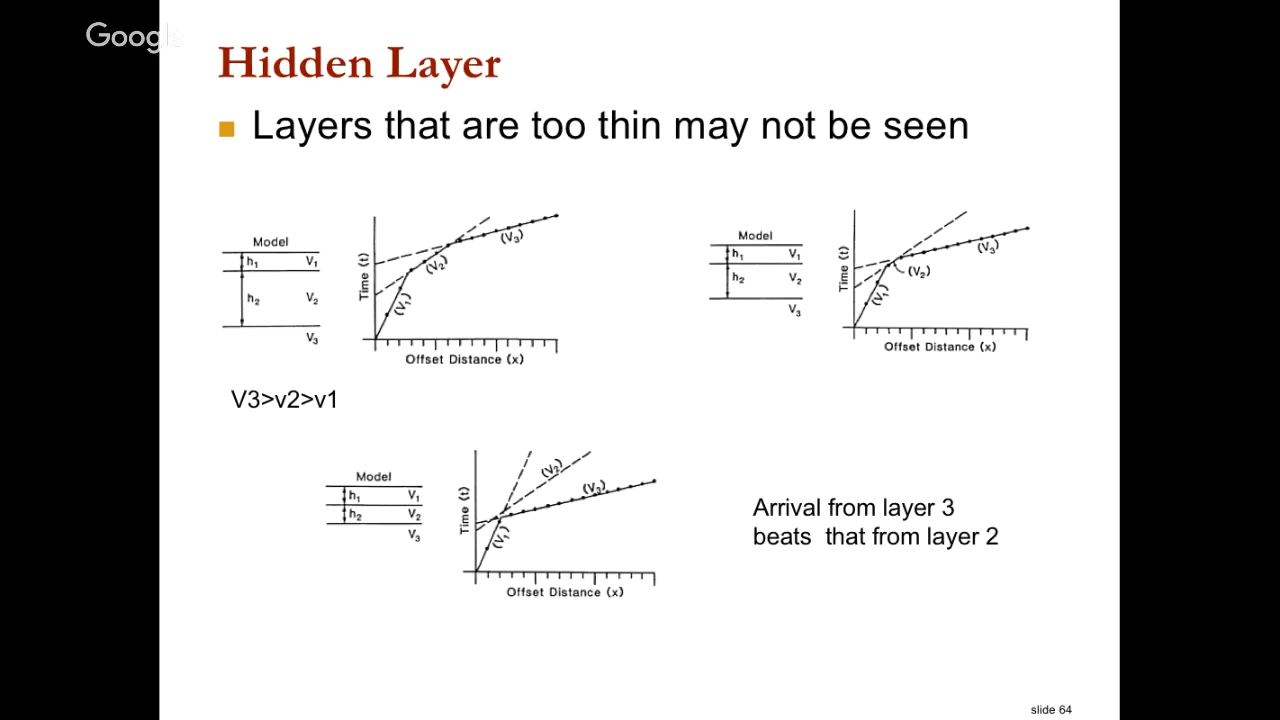 Google
Hidden Layer
Layers that are too thin may not be seen
Model
h₁ V₁
h₂ V₂
V₃
Time (t)
(V₁)
(V₂)
(V₃)
Offset Distance (x)
Model
h₁ V₁
h₂ V₂
V₃
Time (t)
(V₁)
(V₂)
(V₃)
Offset Distance (x)
V3>v2>v1
Model
h₁ V₁
h₂ V₂
V₃
Time (t)
(V₁)
(V₂)
(V₃)
Offset Distance (x)
Arrival from layer 3
beats that from layer 2
slide 64